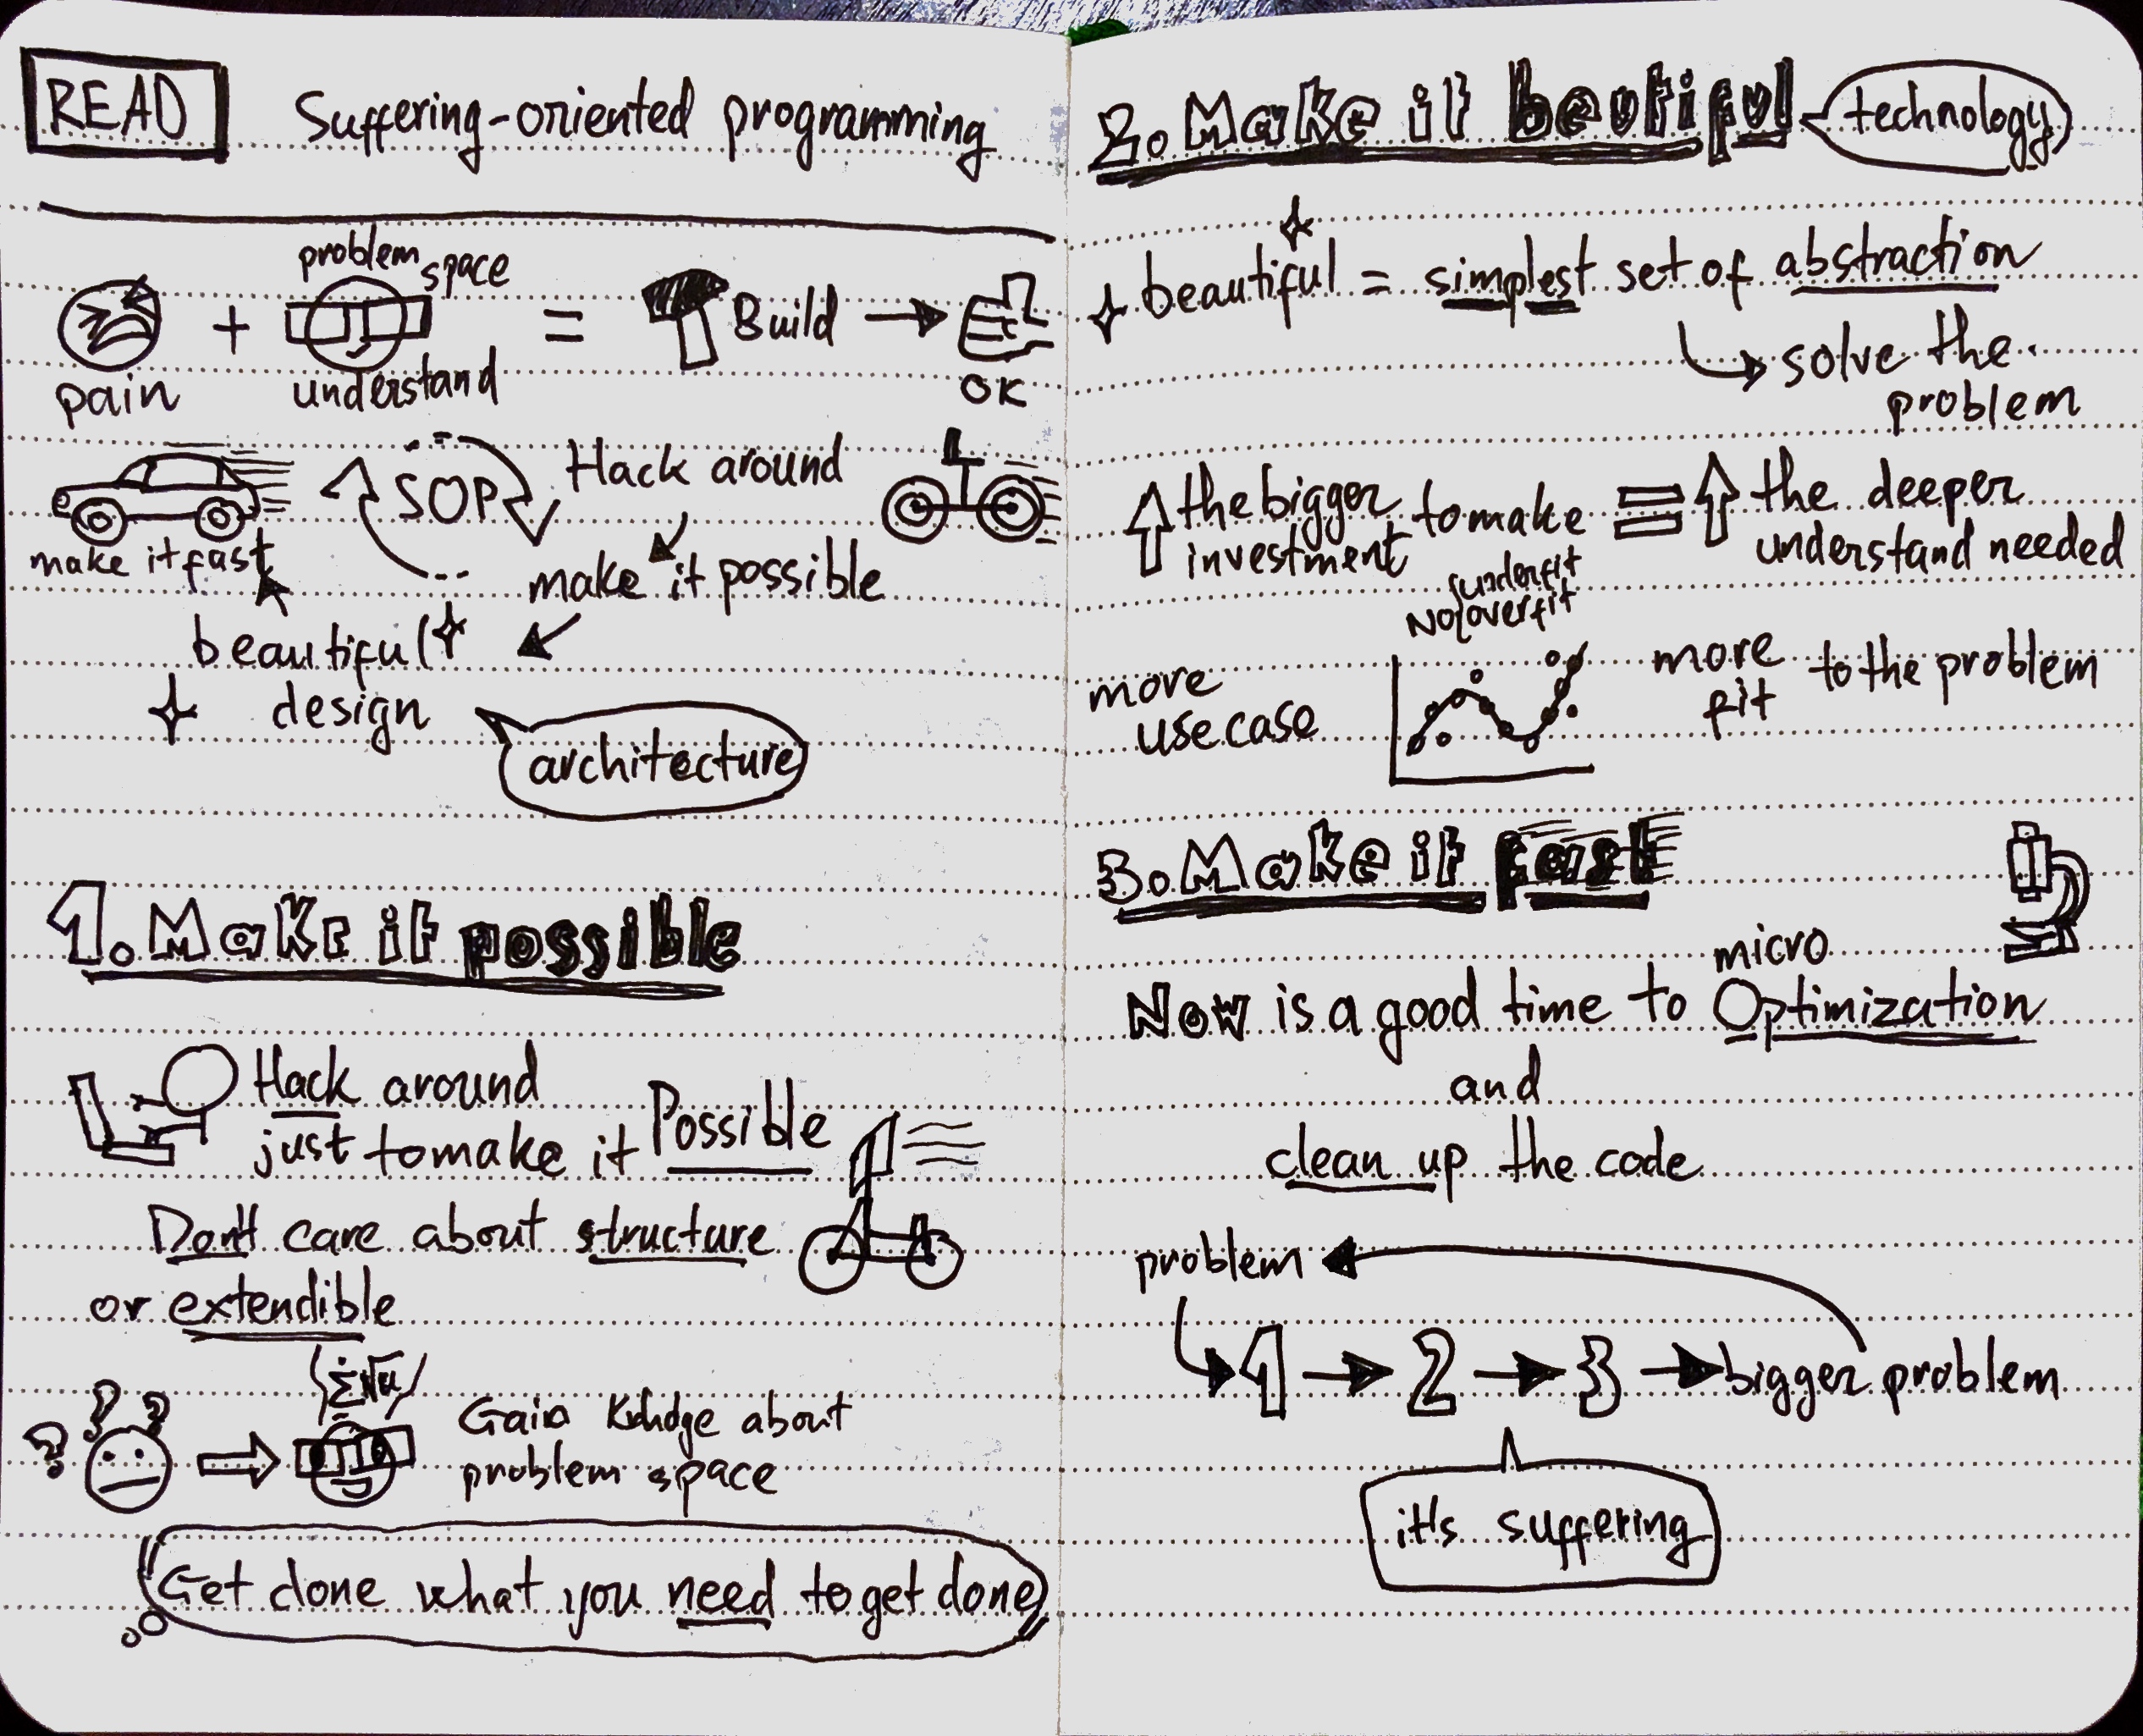 READ
Suffering-oriented programming
problem space
pain
+
understand
=
Build
OK
SOP
Hack around
make it fast
make it possible
beautiful
design
architecture
1. Make it possible
Hack around
just to make it Possible
Don't care about structure
or extendible
? ? ?
Gain about
problem space
Get done what you need to get done
2. Make it beutiful
technology
beautiful = simplest set of abstraction
solve the
problem
the bigger
investment
to make
=
the deeper
understand needed
more
use case
No
underfit
overfit
more
fit
to the problem
3. Make it fast
micro
Now is a good time to Optimization
and
clean up the code
problem
1 → 2 → 3 → bigger problem
it's suffering